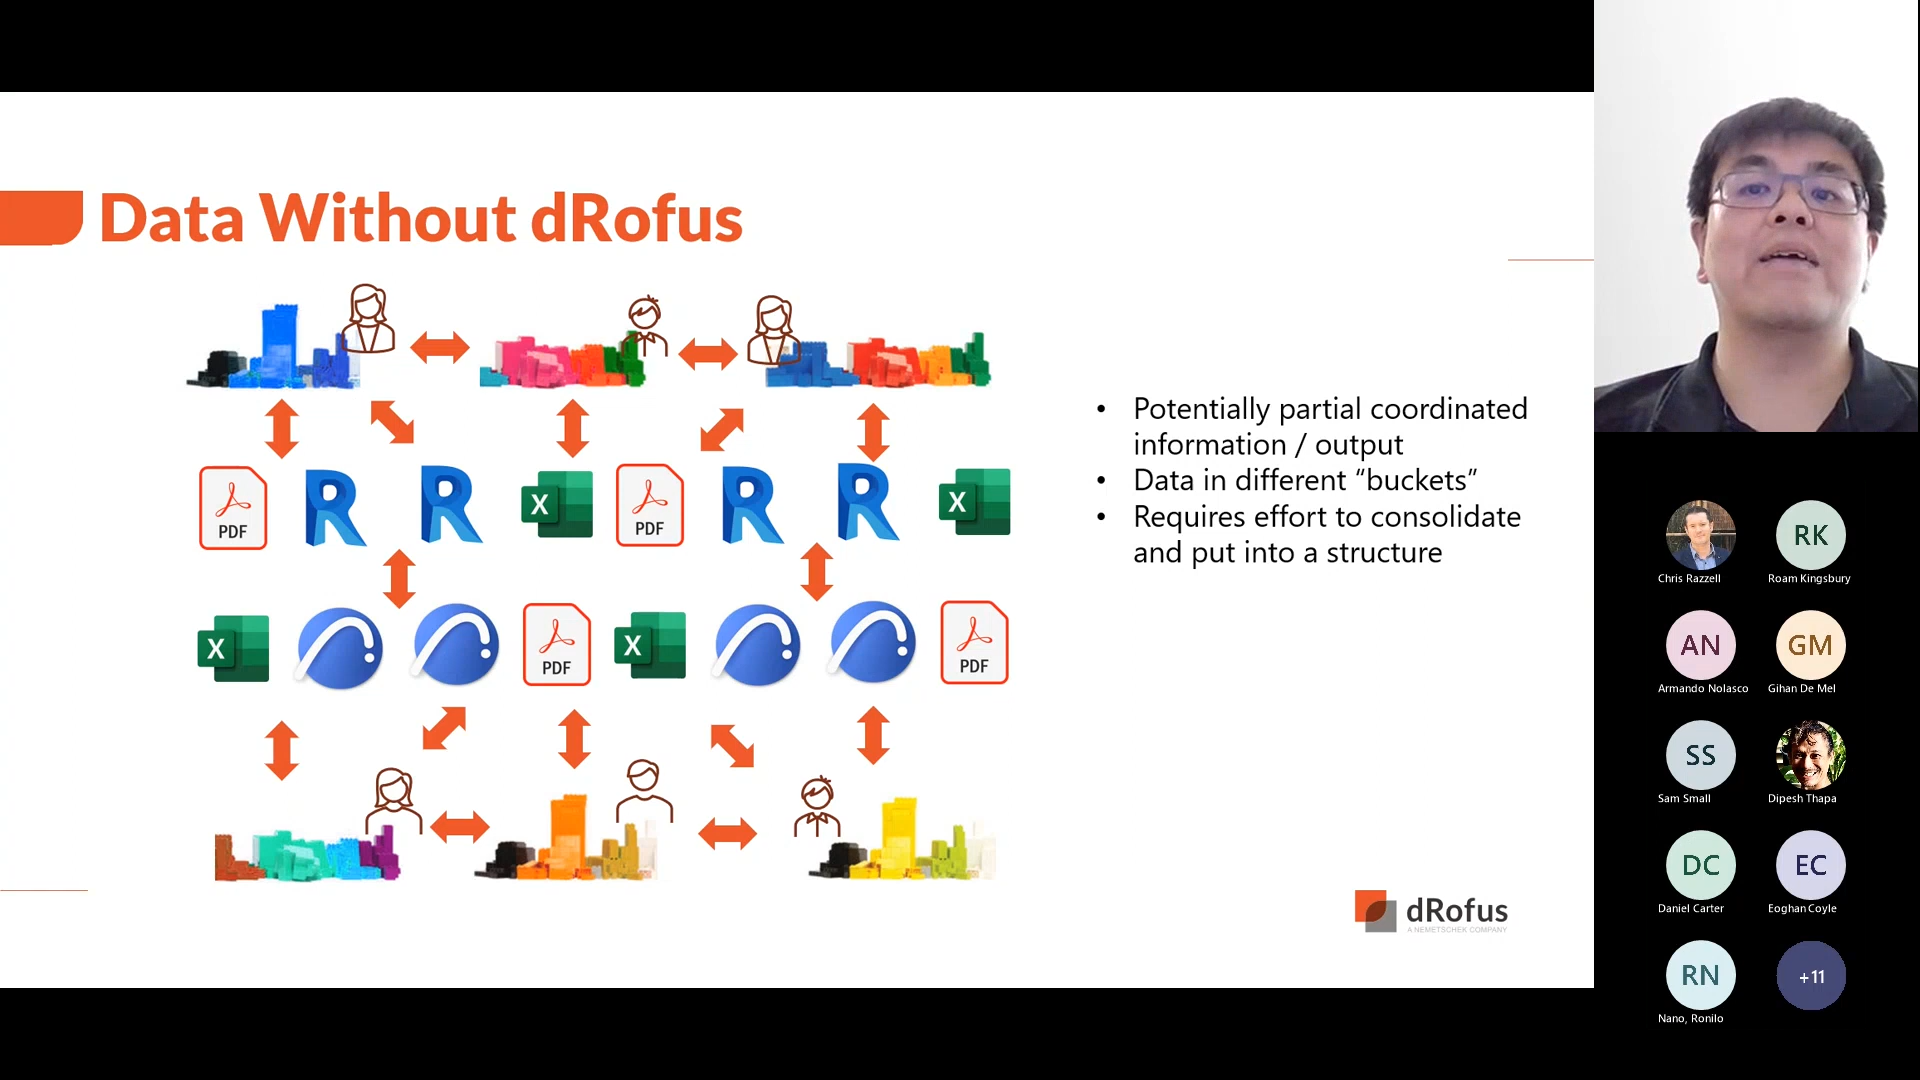 Data Without dRofus
PDF
X
PDF
X
X
PDF
X
PDF
• Potentially partial coordinated
information / output
• Data in different “buckets”
• Requires effort to consolidate
and put into a structure
dRofus
A NEMETSCHEK COMPANY
Chris Razzell
RK
Roam Kingsbury
AN
Armando Nolasco
GM
Gihan De Mel
SS
Sam Small
Dipesh Thapa
DC
Daniel Carter
EC
Eoghan Coyle
RN
Nano, Ronilo
+11